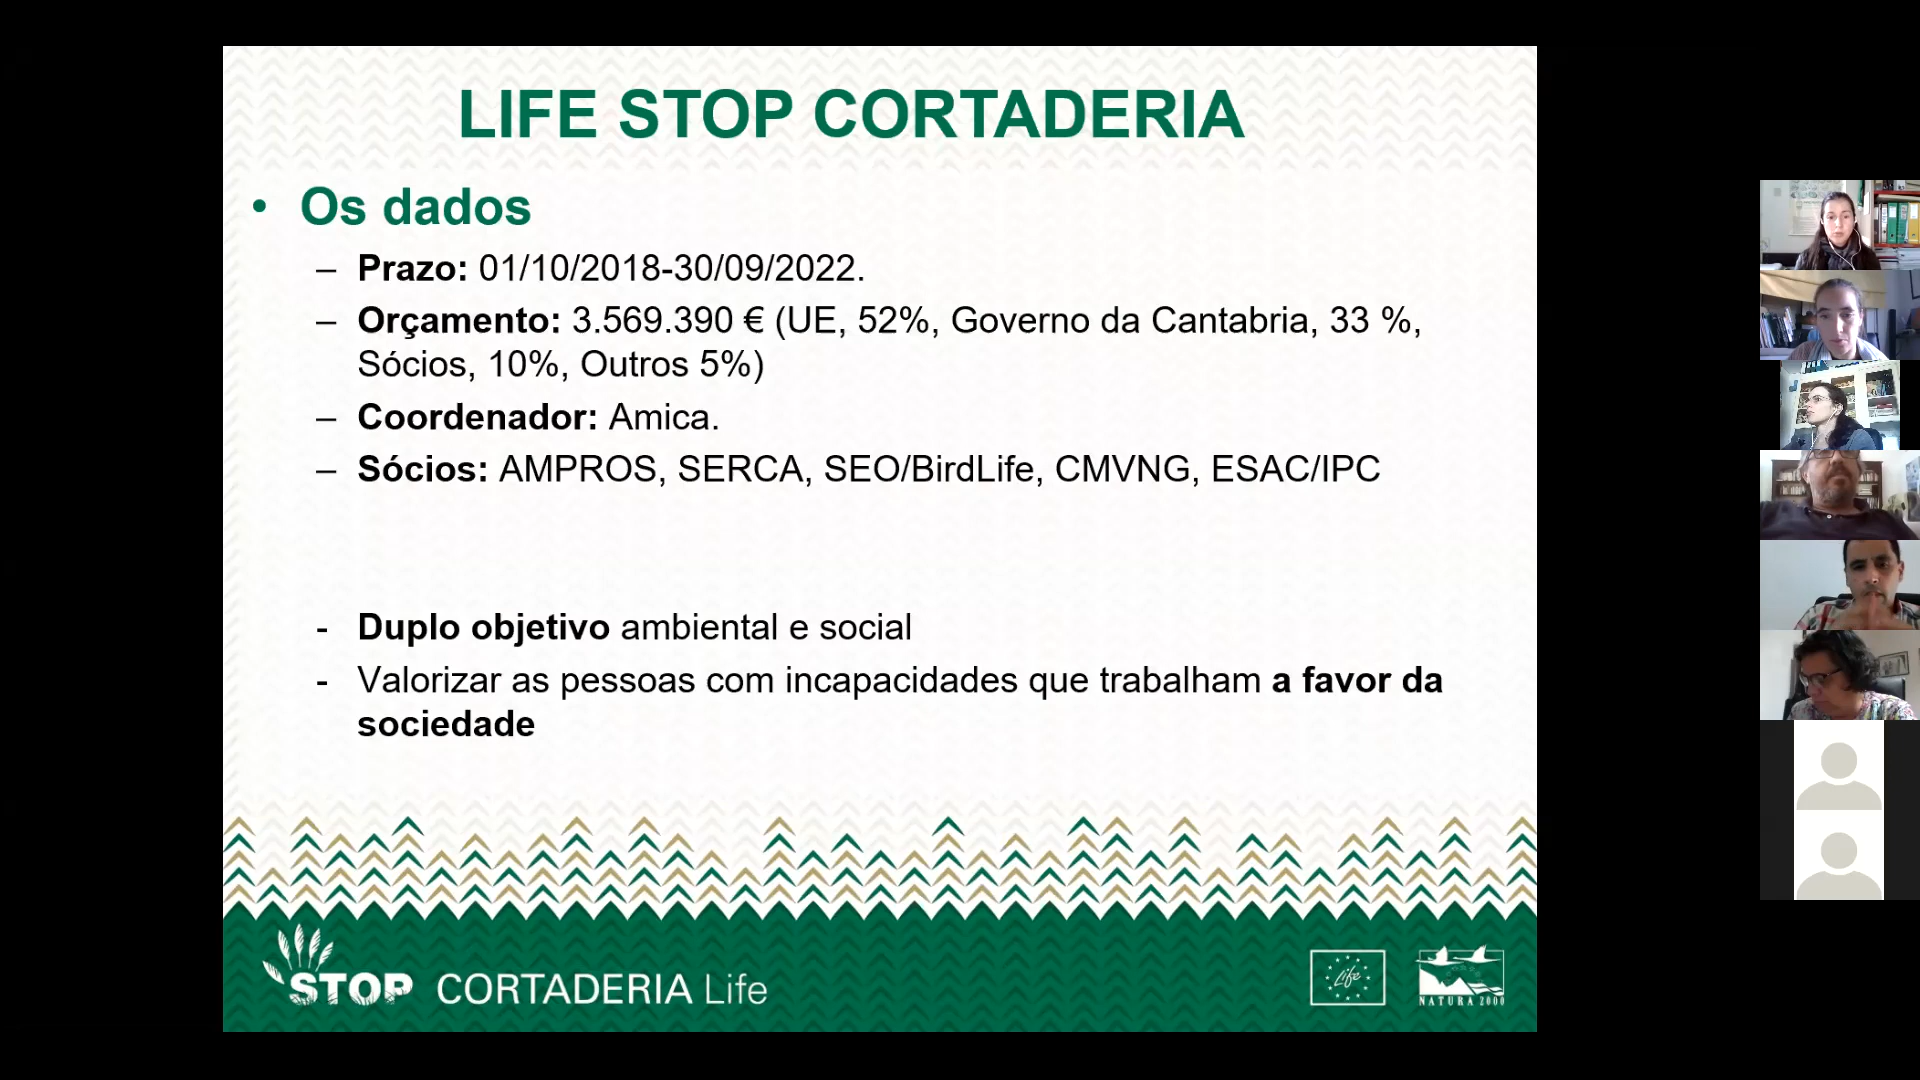 LIFE STOP CORTADERIA
• Os dados
– Prazo: 01/10/2018-30/09/2022.
– Orçamento: 3.569.390 € (UE, 52%, Governo da Cantabria, 33 %,
Sócios, 10%, Outros 5%)
– Coordenador: Amica.
– Sócios: AMPROS, SERCA, SEO/BirdLife, CMVNG, ESAC/IPC
- Duplo objetivo ambiental e social
- Valorizar as pessoas com incapacidades que trabalham a favor da
sociedade
STOP CORTADERIA Life
Life
NATURA 2000